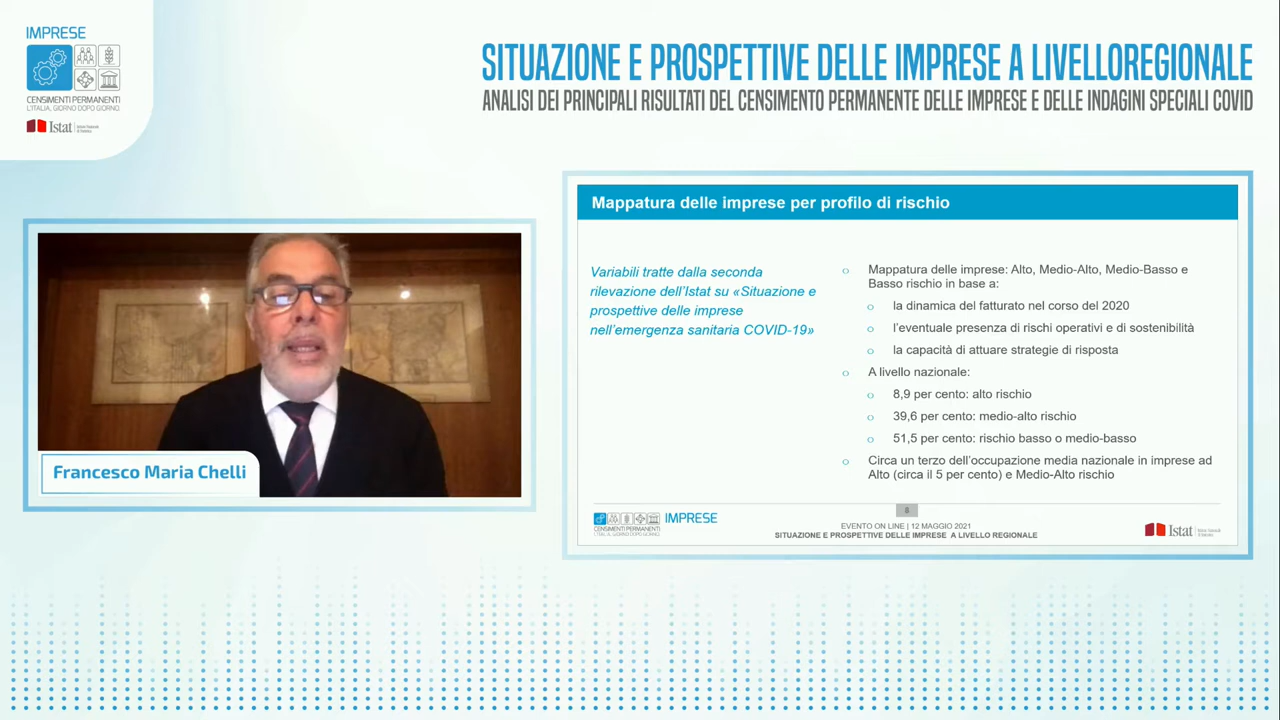 IMPRESE
CENSIMENTI PERMANENTI
L'ITALIA, GIORNO DOPO GIORNO.
Istat
SITUAZIONE E PROSPETTIVE DELLE IMPRESE A LIVELLOREGIONALE
ANALISI DEI PRINCIPALI RISULTATI DEL CENSIMENTO PERMANENTE DELLE IMPRESE E DELLE INDAGINI SPECIALI COVID
Francesco Maria Chelli
Mappatura delle imprese per profilo di rischio
Variabili tratte dalla seconda
rilevazione dell'Istat su «Situazione e
prospettive delle imprese
nell'emergenza sanitaria COVID-19»
o Mappatura delle imprese: Alto, Medio-Alto, Medio-Basso e
Basso rischio in base a:
o la dinamica del fatturato nel corso del 2020
o l'eventuale presenza di rischi operativi e di sostenibilità
o la capacità di attuare strategie di risposta
o A livello nazionale:
o 8,9 per cento: alto rischio
o 39,6 per cento: medio-alto rischio
o 51,5 per cento: rischio basso o medio-basso
o Circa un terzo dell'occupazione media nazionale in imprese ad
Alto (circa il 5 per cento) e Medio-Alto rischio
IMPRESE
CENSIMENTI PERMANENTI
8
EVENTO ON LINE | 12 MAGGIO 2021
SITUAZIONE E PROSPETTIVE DELLE IMPRESE A LIVELLO REGIONALE
Istat